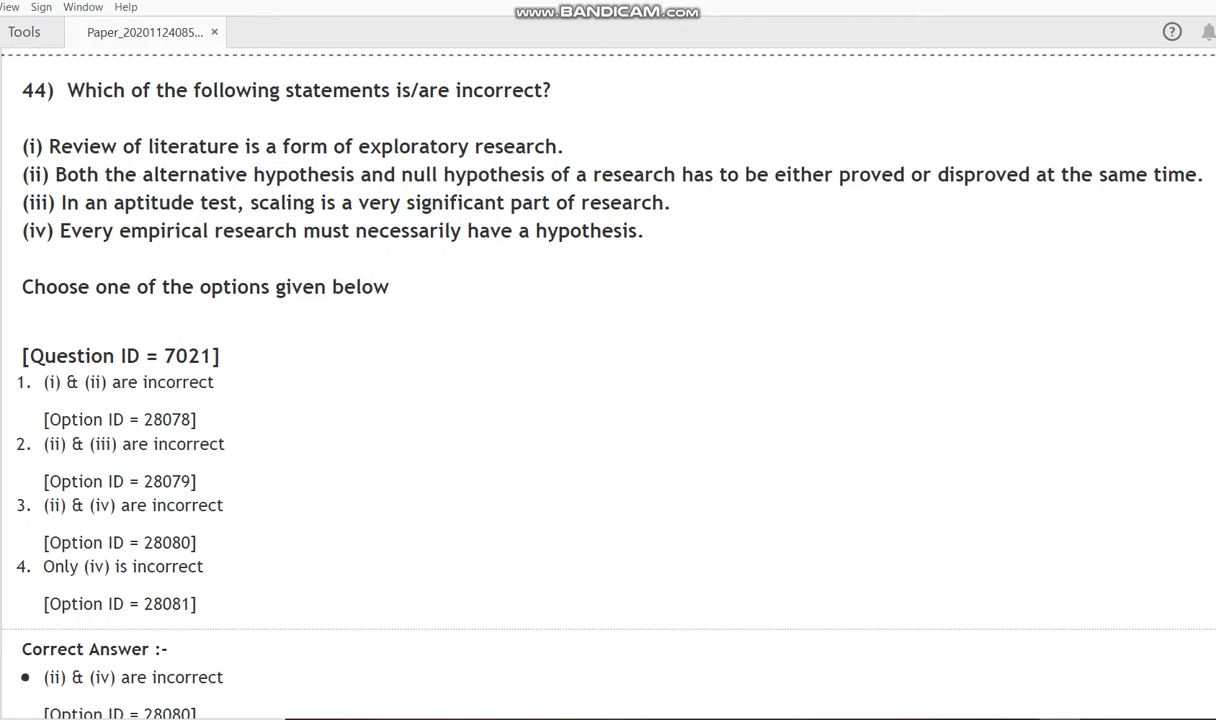 View Sign Window Help
www.BANDICAM.com
Tools Paper_20201124085... ×
44) Which of the following statements is/are incorrect?
(i) Review of literature is a form of exploratory research.
(ii) Both the alternative hypothesis and null hypothesis of a research has to be either proved or disproved at the same time.
(iii) In an aptitude test, scaling is a very significant part of research.
(iv) Every empirical research must necessarily have a hypothesis.
Choose one of the options given below
[Question ID = 7021]
1. (i) & (ii) are incorrect
[Option ID = 28078]
2. (ii) & (iii) are incorrect
[Option ID = 28079]
3. (ii) & (iv) are incorrect
[Option ID = 28080]
4. Only (iv) is incorrect
[Option ID = 28081]
Correct Answer :-
• (ii) & (iv) are incorrect
[Option ID = 28080]